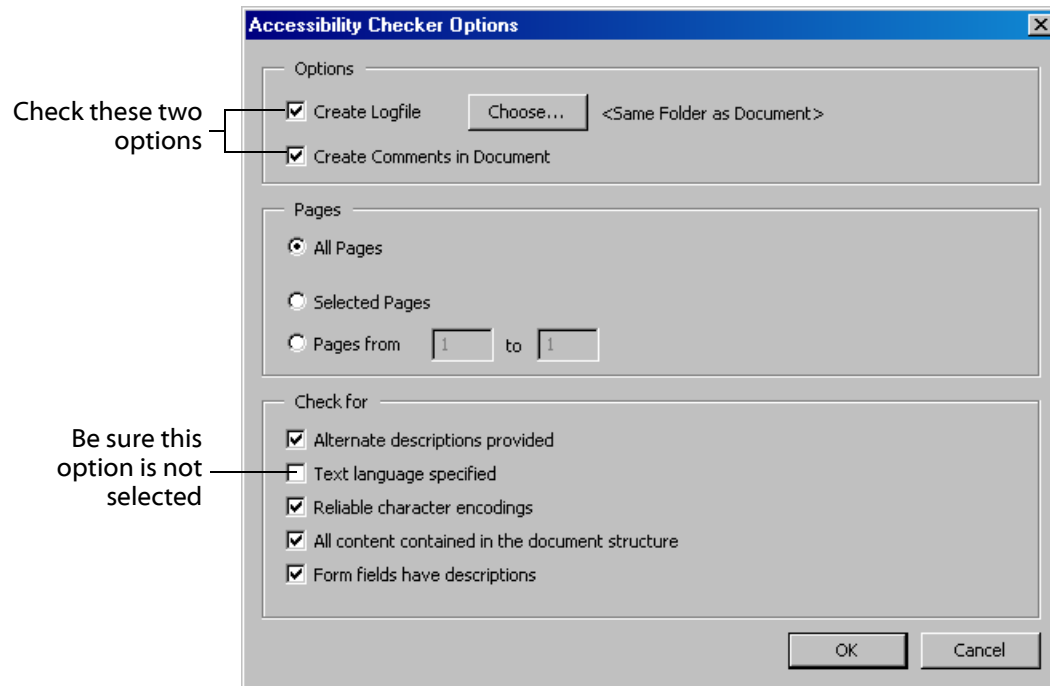 Accessibility Checker Options
Options
Check these two
options
Create Logfile Choose... <Same Folder as Document>
Create Comments in Document
Pages
All Pages
Selected Pages
Pages from 1 to 1
Check for
Be sure this
option is not
selected
Alternate descriptions provided
Text language specified
Reliable character encodings
All content contained in the document structure
Form fields have descriptions
OK Cancel